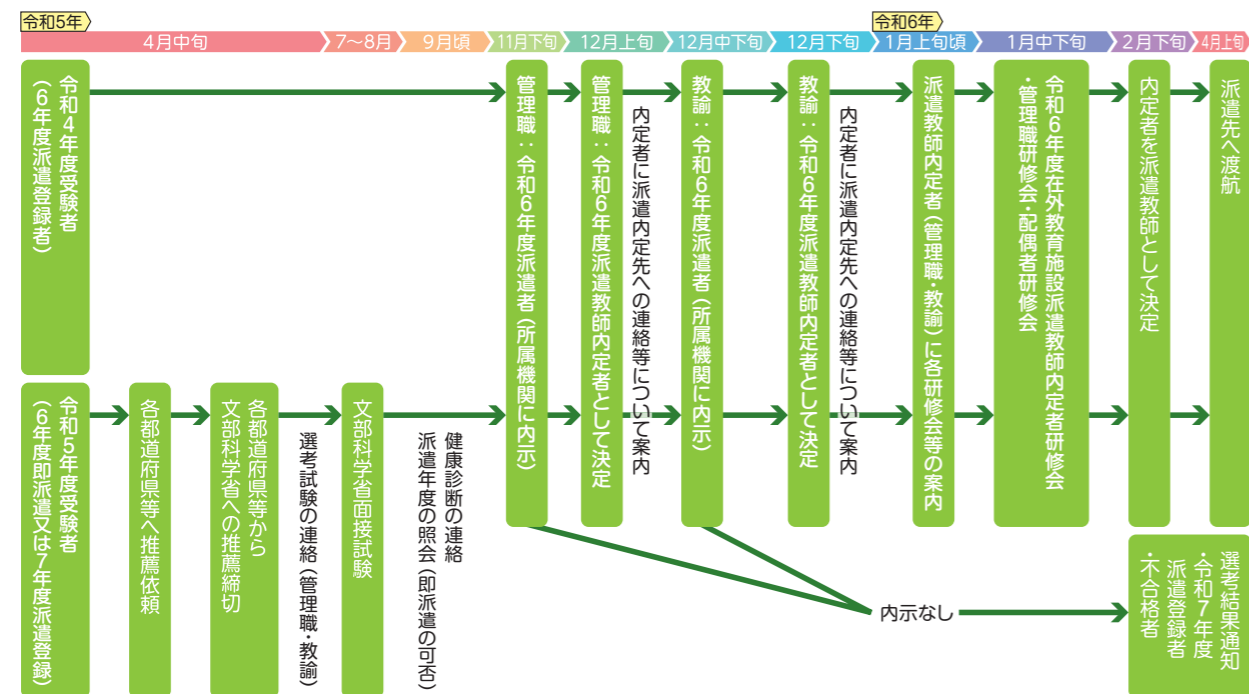 令和5年
令和6年
4月中旬
7～8月
9月頃
11月下旬
12月上旬
12月中下旬
12月下旬
1月上旬頃
1月中下旬
2月下旬
4月上旬
令和4年度受験者
（6年度派遣登録者）
令和5年度受験者
（6年度即派遣又は7年度派遣登録）
各都道府県等へ推薦依頼
各都道府県等から
文部科学省への推薦締切
選考試験の連絡（管理職・教諭）
文部科学省面接試験
健康診断の連絡
派遣年度の照会（即派遣の可否）
管理職：令和6年度派遣者（所属機関に内示）
管理職：令和6年度派遣教師内定者として決定
内定者に派遣内定先への連絡等について案内
教諭：令和6年度派遣者（所属機関に内示）
教諭：令和6年度派遣教師内定者として決定
内定者に派遣内定先への連絡等について案内
派遣教師内定者（管理職・教諭）に各研修会等の案内
令和6年度在外教育施設派遣教師内定者研修会
・管理職研修会・配偶者研修会
内定者を派遣教師として決定
派遣先へ渡航
内示なし
選考結果通知
・令和7年度
派遣登録者
・不合格者